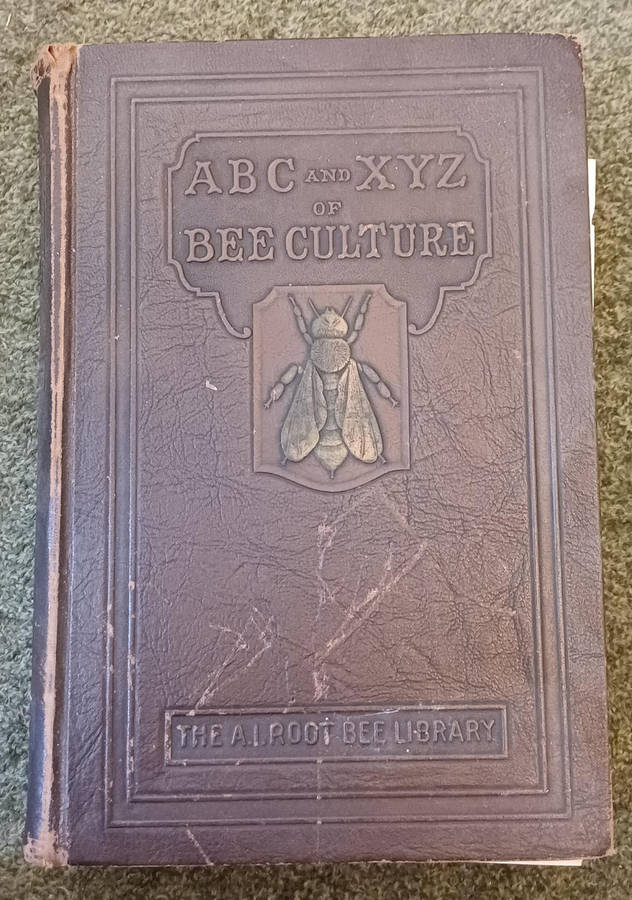 ABC AND XYZ
OF
BEE CULTURE
THE A.I. ROOT BEE LIBRARY